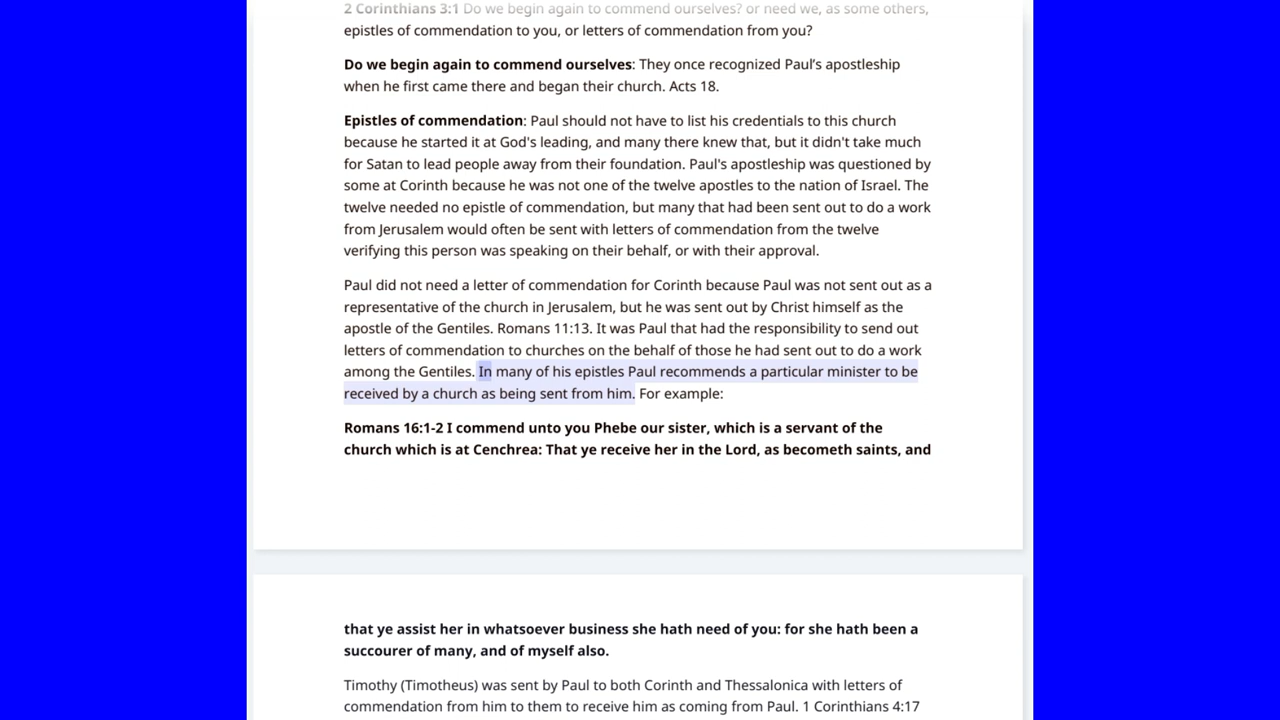 2 Corinthians 3:1 Do we begin again to commend ourselves? or need we, as some others,
epistles of commendation to you, or letters of commendation from you?
Do we begin again to commend ourselves: They once recognized Paul's apostleship
when he first came there and began their church. Acts 18.
Epistles of commendation: Paul should not have to list his credentials to this church
because he started it at God's leading, and many there knew that, but it didn't take much
for Satan to lead people away from their foundation. Paul's apostleship was questioned by
some at Corinth because he was not one of the twelve apostles to the nation of Israel. The
twelve needed no epistle of commendation, but many that had been sent out to do a work
from Jerusalem would often be sent with letters of commendation from the twelve
verifying this person was speaking on their behalf, or with their approval.
Paul did not need a letter of commendation for Corinth because Paul was not sent out as a
representative of the church in Jerusalem, but he was sent out by Christ himself as the
apostle of the Gentiles. Romans 11:13. It was Paul that had the responsibility to send out
letters of commendation to churches on the behalf of those he had sent out to do a work
among the Gentiles. In many of his epistles Paul recommends a particular minister to be
received by a church as being sent from him. For example:
Romans 16:1-2 I commend unto you Phebe our sister, which is a servant of the
church which is at Cenchrea: That ye receive her in the Lord, as becometh saints, and
that ye assist her in whatsoever business she hath need of you: for she hath been a
succourer of many, and of myself also.
Timothy (Timotheus) was sent by Paul to both Corinth and Thessalonica with letters of
commendation from him to them to receive him as coming from Paul. 1 Corinthians 4:17